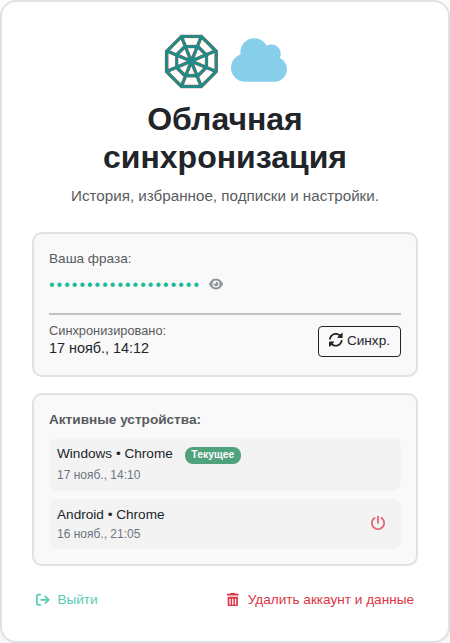 Облачная
синхронизация
История, избранное, подписки и настройки.
Ваша фраза:
••••••••••••••••••••
Синхронизировано:
17 нояб., 14:12
Синхр.
Активные устройства:
Windows • Chrome Текущее
17 нояб., 14:10
Android • Chrome
16 нояб., 21:05
Выйти
Удалить аккаунт и данные